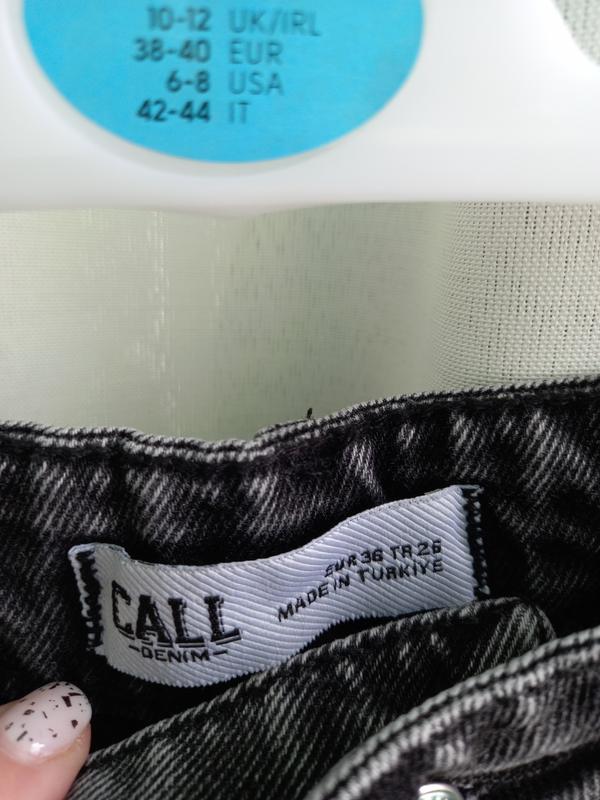 10-12 UK/IRL
38-40 EUR
6-8 USA
42-44 IT
CALL
-DENIM-
EUR 36 TR 26
MADE IN TURKIYE